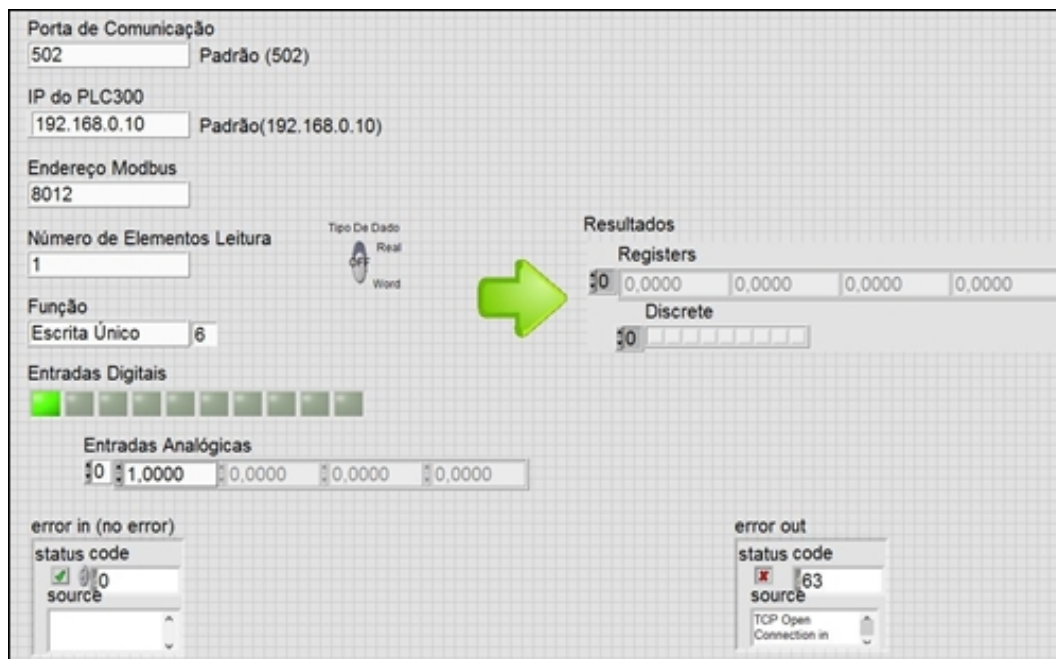 Porta de Comunicação
502 Padrão (502)
IP do PLC300
192.168.0.10 Padrão(192.168.0.10)
Endereço Modbus
8012
Número de Elementos Leitura
1
Tipo De Dado
Real
OFF
Word
Função
Escrita Único 6
Entradas Digitais
Entradas Analógicas
0 1,0000 0,0000 0,0000 0,0000
Resultados
Registers
0 0,0000 0,0000 0,0000 0,0000
Discrete
0
error in (no error)
status code
0
source
error out
status code
63
source
TCP Open
Connection in